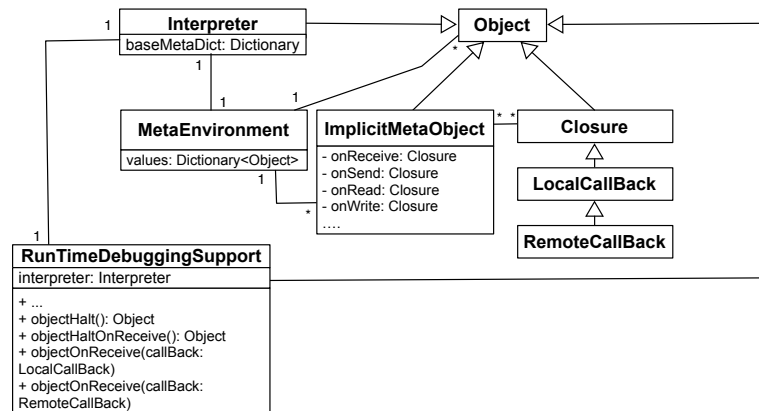 1
Interpreter
baseMetaDict: Dictionary
Object
*
1
1
1
MetaEnvironment
values: Dictionary<Object>
ImplicitMetaObject
- onReceive: Closure
- onSend: Closure
- onRead: Closure
- onWrite: Closure
....
* *
Closure
LocalCallBack
RemoteCallBack
1
*
1
RunTimeDebuggingSupport
interpreter: Interpreter
+ ...
+ objectHalt(): Object
+ objectHaltOnReceive(): Object
+ objectOnReceive(callBack:
LocalCallBack)
+ objectOnReceive(callBack:
RemoteCallBack)